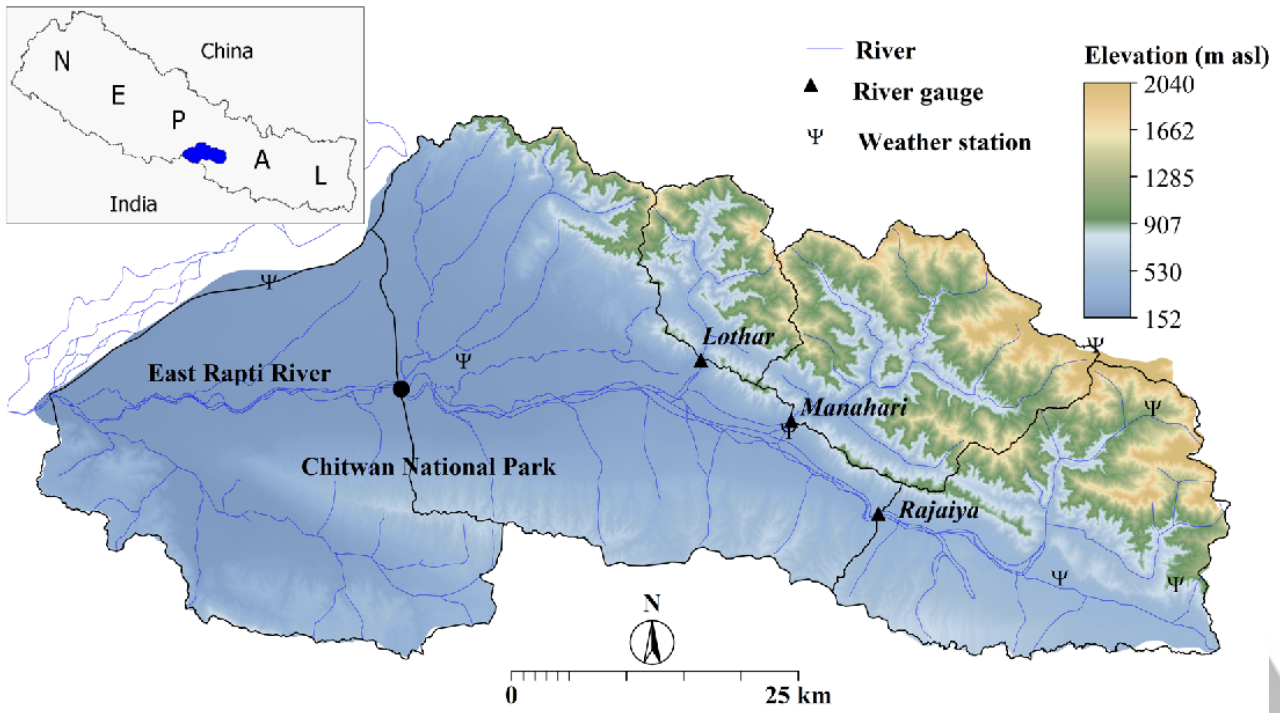 N
E
P
A
L
China
India
River
River gauge
Ψ Weather station
Elevation (m asl)
2040
1662
1285
907
530
152
Ψ
Ψ
Lothar
East Rapti River
Manahari
Ψ
Ψ
Ψ
Chitwan National Park
Rajaiya
Ψ
Ψ
N
0 25 km